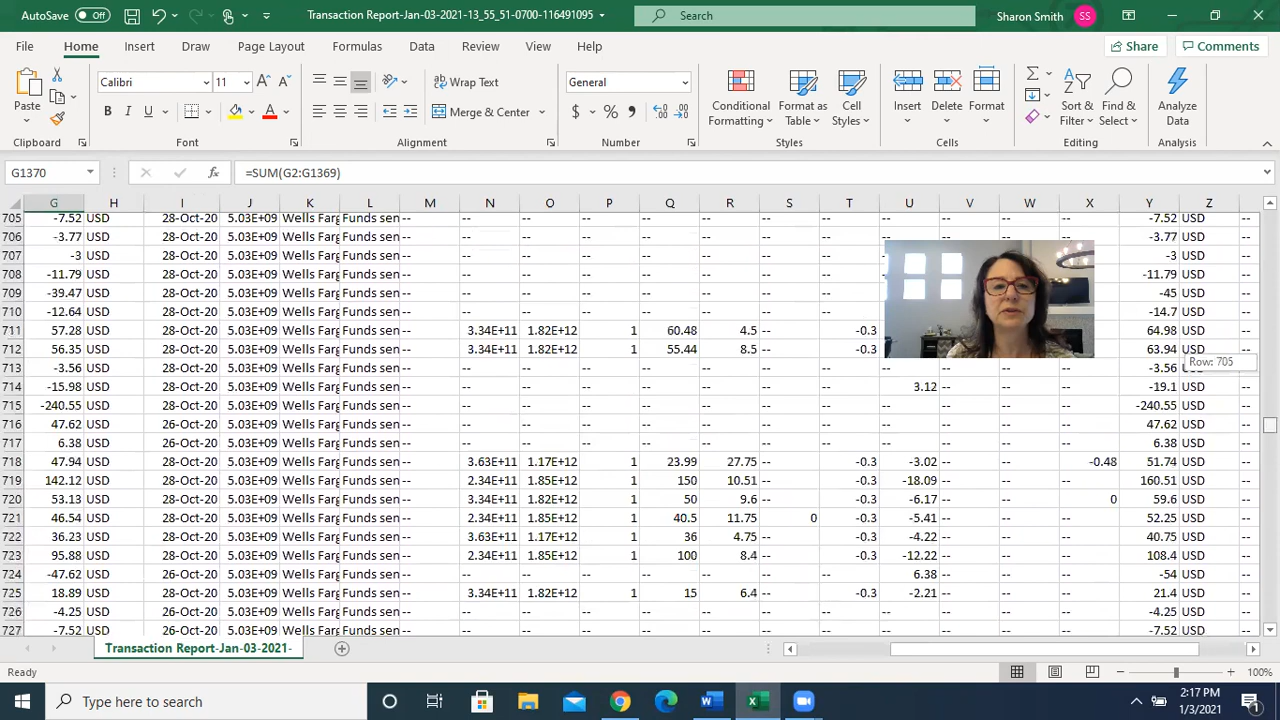 AutoSave Off Transaction Report-Jan-03-2021-13_55_51-0700-116491095 Search Sharon Smith SS
File Home Insert Draw Page Layout Formulas Data Review View Help Share Comments
Paste Calibri 11 Wrap Text General Conditional Format as Cell Insert Delete Format Sort & Find & Analyze
B I U Merge & Center $ % Formatting Table Styles Filter Select Data
Clipboard Font Alignment Number Styles Cells Editing Analysis
G1370 fx =SUM(G2:G1369)
G H I J K L M N O P Q R S T U V W X Y Z
705 -7.52 USD 28-Oct-20 5.03E+09 Wells Farg Funds sen -- -- -- -- -- -- -- -- -- -- -- -- -7.52 USD --
706 -3.77 USD 28-Oct-20 5.03E+09 Wells Farg Funds sen -- -- -- -- -- -- -- -- -- -- -- -- -3.77 USD --
707 -3 USD 28-Oct-20 5.03E+09 Wells Farg Funds sen -- -- -- -- -- -- -- -- -- -3 USD --
708 -11.79 USD 28-Oct-20 5.03E+09 Wells Farg Funds sen -- -- -- -- -- -- -- -- -- -11.79 USD --
709 -39.47 USD 28-Oct-20 5.03E+09 Wells Farg Funds sen -- -- -- -- -- -- -- -- -- -45 USD --
710 -12.64 USD 28-Oct-20 5.03E+09 Wells Farg Funds sen -- -- -- -- -- -- -- -- -- -14.7 USD --
711 57.28 USD 28-Oct-20 5.03E+09 Wells Farg Funds sen -- 3.34E+11 1.82E+12 1 60.48 4.5 -- -0.3 -- 64.98 USD --
712 56.35 USD 28-Oct-20 5.03E+09 Wells Farg Funds sen -- 3.34E+11 1.82E+12 1 55.44 8.5 -- -0.3 -- 63.94 USD --
713 -3.56 USD 28-Oct-20 5.03E+09 Wells Farg Funds sen -- -- -- -- -- -- -- -- -- -- -- -- -3.56 USD Row: 705 --
714 -15.98 USD 28-Oct-20 5.03E+09 Wells Farg Funds sen -- -- -- -- -- -- -- -- 3.12 -- -- -- -19.1 USD --
715 -240.55 USD 28-Oct-20 5.03E+09 Wells Farg Funds sen -- -- -- -- -- -- -- -- -- -- -- -- -240.55 USD --
716 47.62 USD 26-Oct-20 5.03E+09 Wells Farg Funds sen -- -- -- -- -- -- -- -- -- -- -- -- 47.62 USD --
717 6.38 USD 26-Oct-20 5.03E+09 Wells Farg Funds sen -- -- -- -- -- -- -- -- -- -- -- -- 6.38 USD --
718 47.94 USD 28-Oct-20 5.03E+09 Wells Farg Funds sen -- 3.63E+11 1.17E+12 1 23.99 27.75 -- -0.3 -3.02 -- -- -0.48 51.74 USD --
719 142.12 USD 28-Oct-20 5.03E+09 Wells Farg Funds sen -- 2.34E+11 1.85E+12 1 150 10.51 -- -0.3 -18.09 -- -- -- 160.51 USD --
720 53.13 USD 28-Oct-20 5.03E+09 Wells Farg Funds sen -- 3.34E+11 1.82E+12 1 50 9.6 -- -0.3 -6.17 -- -- 0 59.6 USD --
721 46.54 USD 28-Oct-20 5.03E+09 Wells Farg Funds sen -- 2.34E+11 1.85E+12 1 40.5 11.75 0 -0.3 -5.41 -- -- -- 52.25 USD --
722 36.23 USD 28-Oct-20 5.03E+09 Wells Farg Funds sen -- 3.63E+11 1.17E+12 1 36 4.75 -- -0.3 -4.22 -- -- -- 40.75 USD --
723 95.88 USD 28-Oct-20 5.03E+09 Wells Farg Funds sen -- 2.34E+11 1.85E+12 1 100 8.4 -- -0.3 -12.22 -- -- -- 108.4 USD --
724 -47.62 USD 26-Oct-20 5.03E+09 Wells Farg Funds sen -- -- -- -- -- -- -- -- 6.38 -- -- -- -54 USD --
725 18.89 USD 28-Oct-20 5.03E+09 Wells Farg Funds sen -- 3.34E+11 1.82E+12 1 15 6.4 -- -0.3 -2.21 -- -- -- 21.4 USD --
726 -4.25 USD 26-Oct-20 5.03E+09 Wells Farg Funds sen -- -- -- -- -- -- -- -- -- -- -- -- -4.25 USD --
727 -7.52 USD 26-Oct-20 5.03E+09 Wells Farg Funds sen -- -- -- -- -- -- -- -- -- -- -- -- -7.52 USD --
Transaction Report-Jan-03-2021-
Ready 100%
Type here to search 2:17 PM
1/3/2021 1